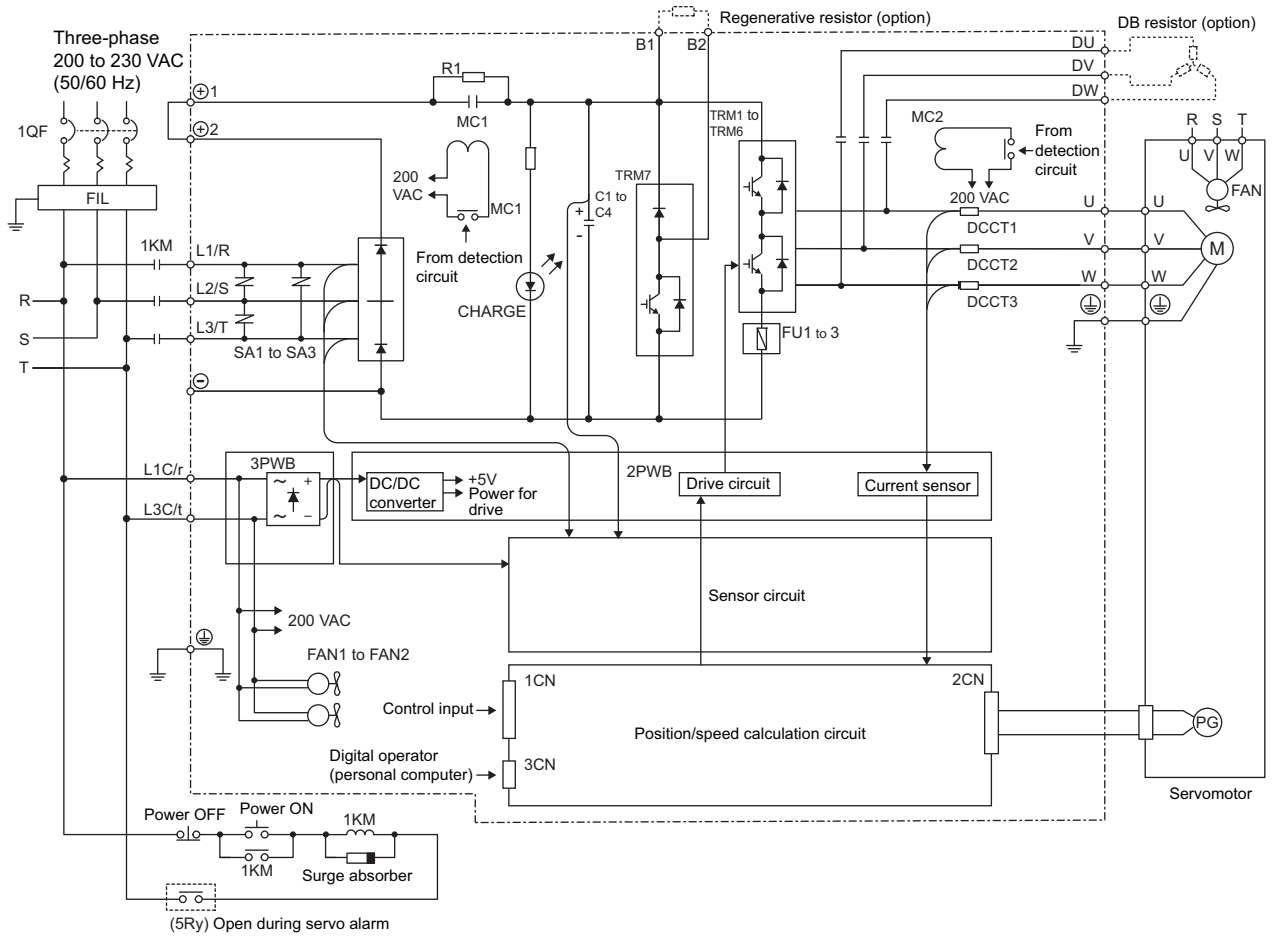 Regenerative resistor (option)
DB resistor (option)
Three-phase
200 to 230 VAC
(50/60 Hz)
B1
B2
DU
DV
DW
R1
⊕1
MC1
⊕2
1QF
TRM1 to
TRM6
MC2
From
detection
circuit
R S T
U V W
FAN
200
VAC
MC1
TRM7
C1 to
C4
+
-
200 VAC
FIL
From detection
circuit
U
U
DCCT1
1KM
L1/R
V
V
M
DCCT2
R
L2/S
CHARGE
W
W
DCCT3
S
L3/T
SA1 to SA3
FU1 to 3
T
⊖
L1C/r
3PWB
~ +
~ −
DC/DC
converter
+5V
Power for
drive
2PWB
Drive circuit
Current sensor
L3C/t
Sensor circuit
200 VAC
FAN1 to FAN2
1CN
2CN
Control input
Position/speed calculation circuit
PG
Digital operator
(personal computer)
3CN
Servomotor
Power OFF
Power ON
1KM
1KM
Surge absorber
(5Ry) Open during servo alarm